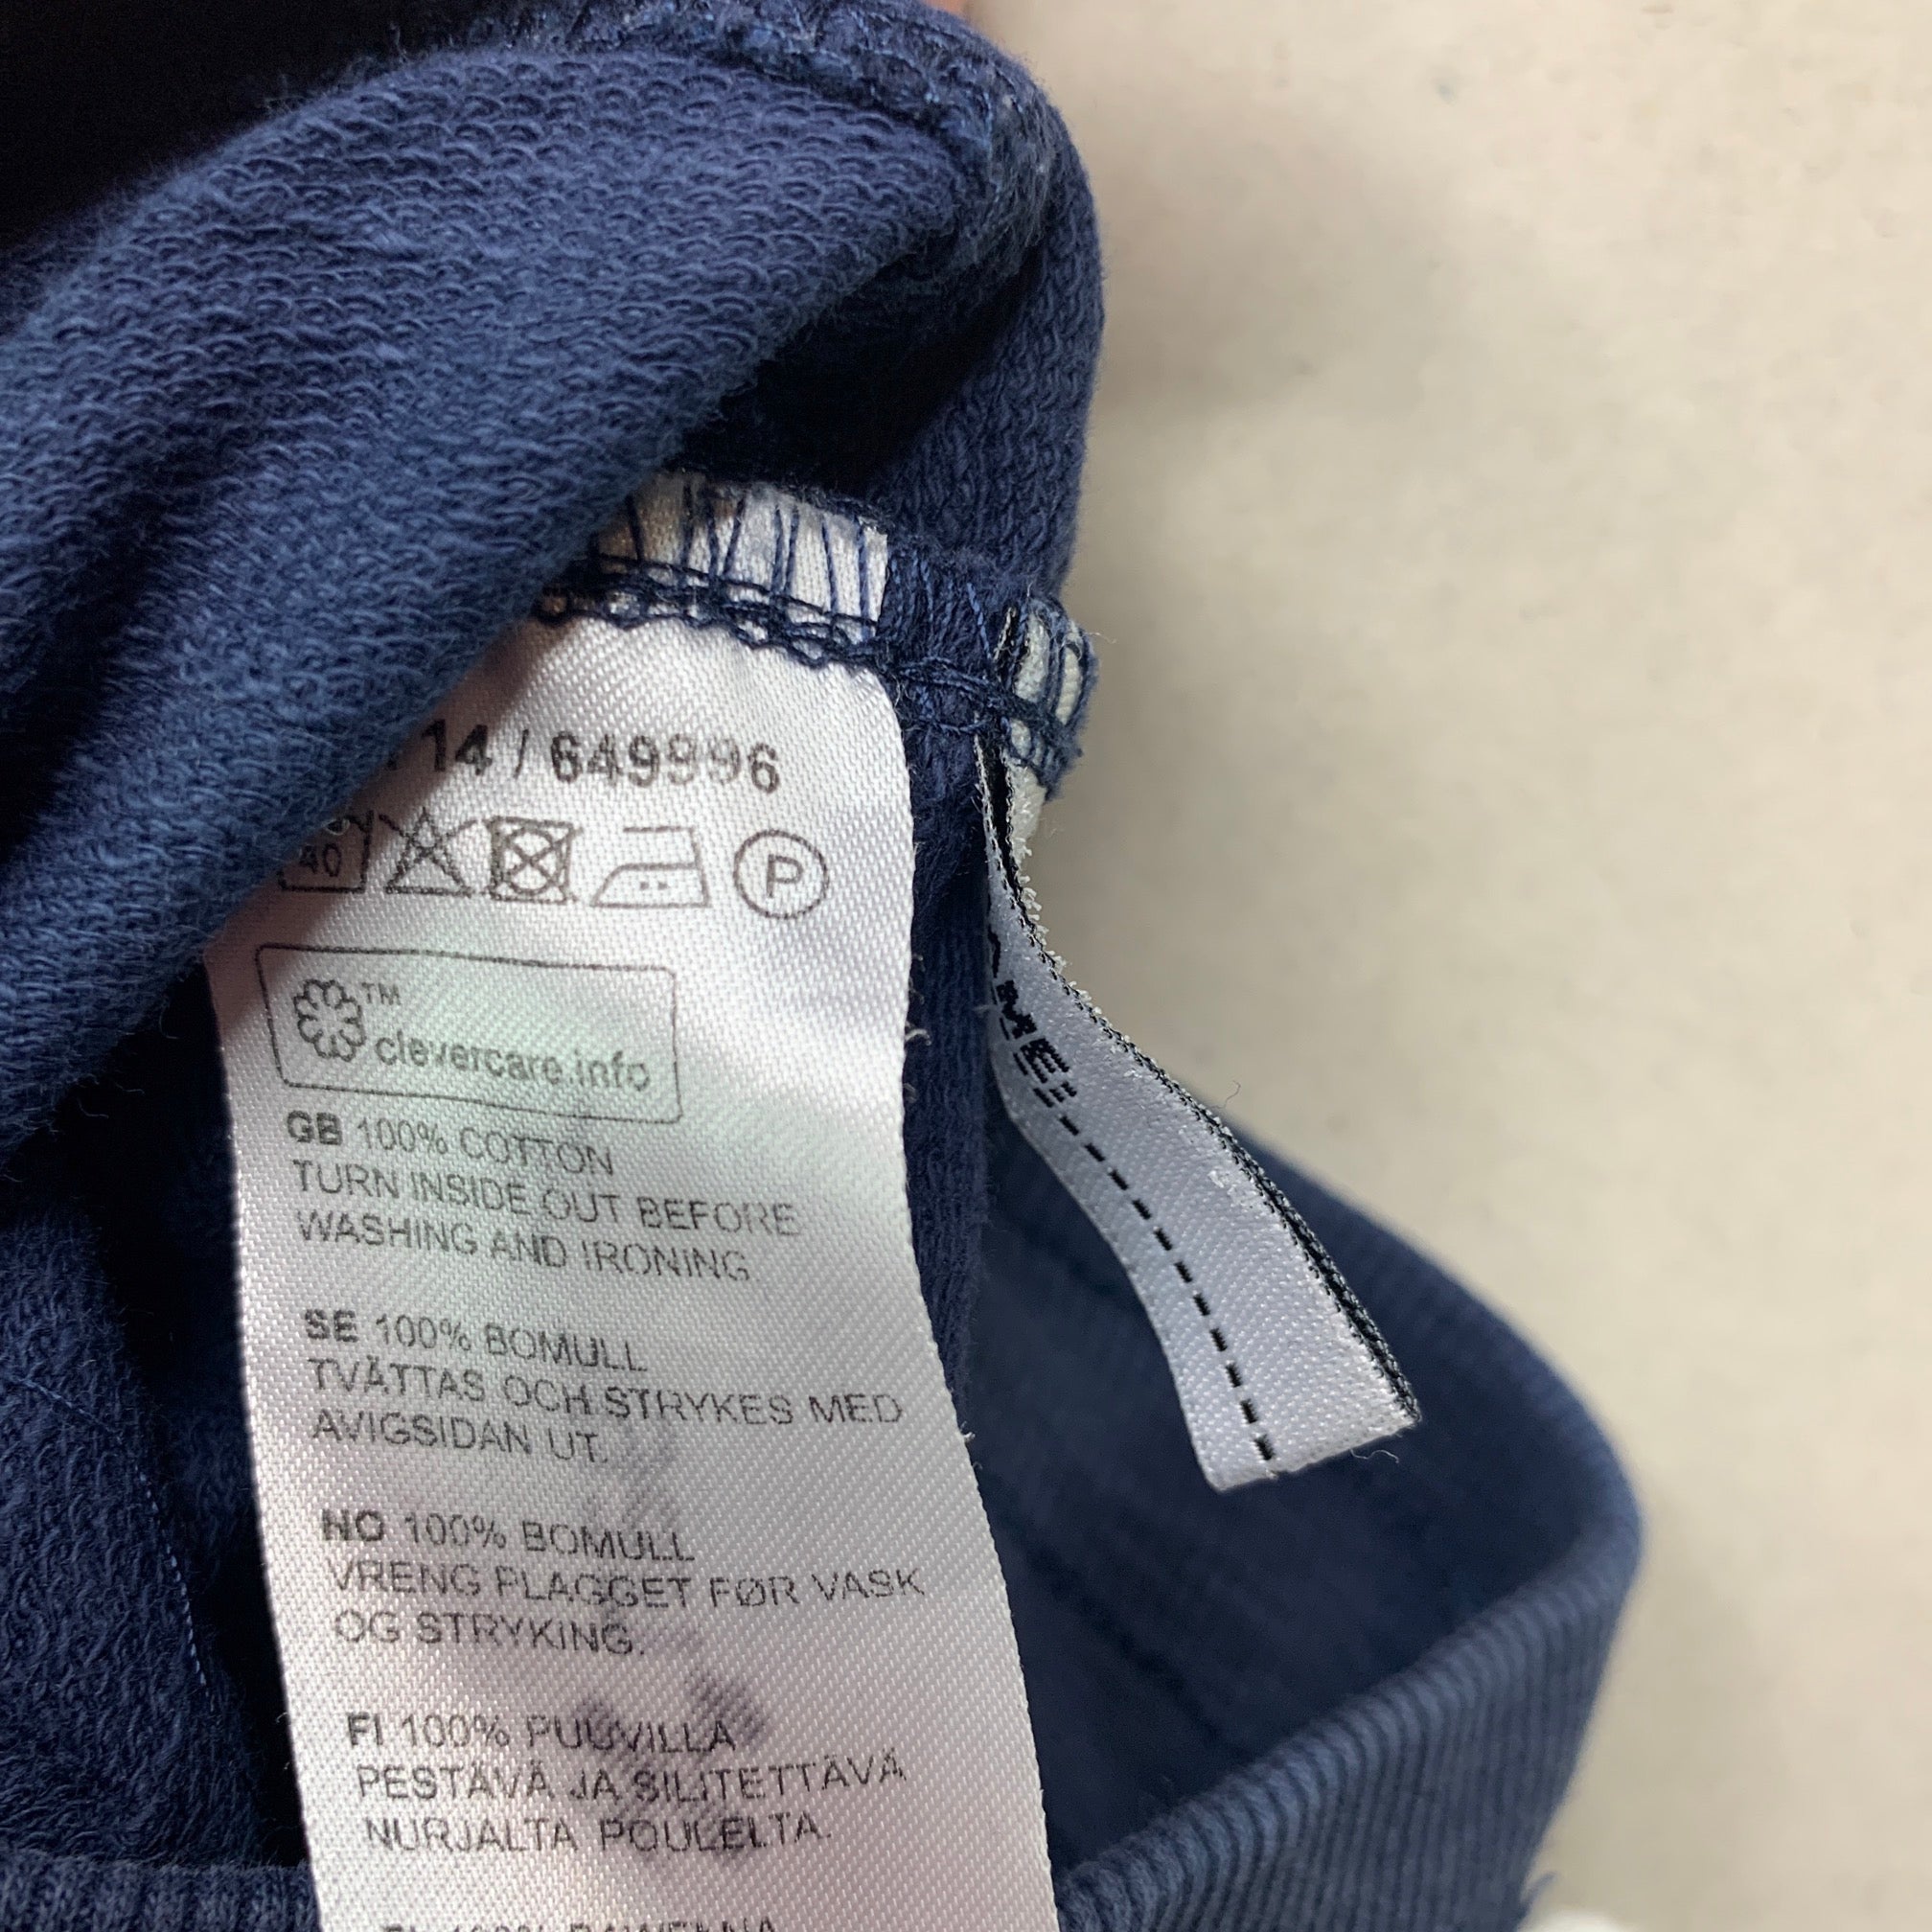 14 / 649996
40
P
TM
clevercare.info
GB 100% COTTON
TURN INSIDE OUT BEFORE
WASHING AND IRONING.
SE 100% BOMULL
TVÄTTAS OCH STRYKES MED
AVIGSIDAN UT.
NO 100% BOMULL
VRENG PLAGGET FØR VASK
OG STRYKING.
FI 100% PUUVILLA
PESTÄVÄ JA SILITETTÄVÄ
NURJALTA PUOLELTA.
AME: